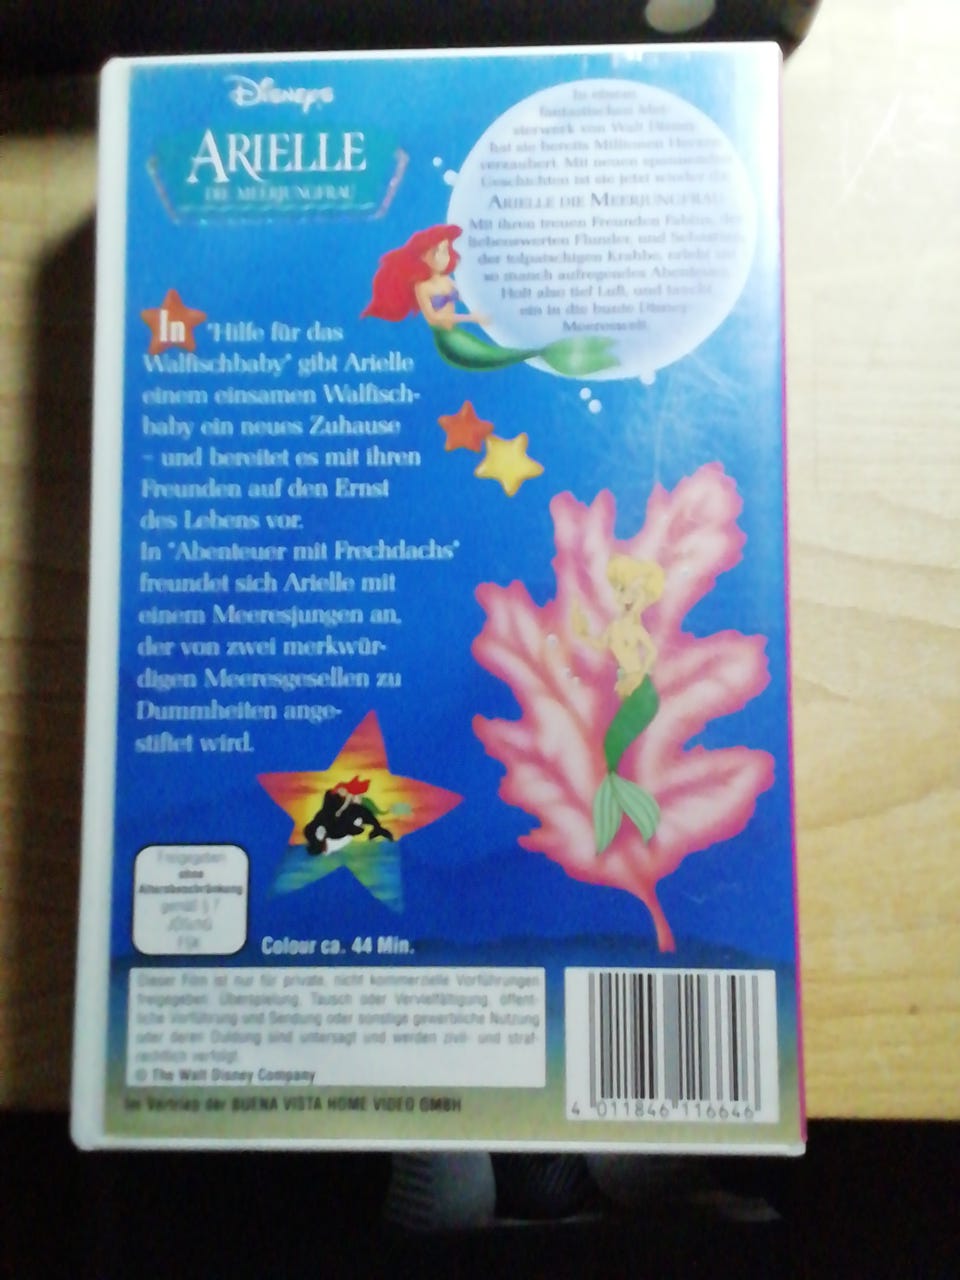 Disney's
ARIELLE
DIE MEERJUNGFRAU
In einem
fantastischen Mei-
sterwerk von Walt Disney
hat sie bereits Millionen Herzen
verzaubert. Mit neuen spannenden
Geschichten ist sie jetzt wieder da
ARIELLE DIE MEERJUNGFRAU
Mit ihren treuen Freunden Fabius, der
liebenswerten Flunder, und Sebastian,
der tolpatschigen Krabbe, erlebt sie
so manch aufregendes Abenteuer.
Holt also tief Luft, und taucht
ein in die bunte Disney-
Meereswelt.
In "Hilfe für das
Walfischbaby" gibt Arielle
einem einsamen Walfisch-
baby ein neues Zuhause
- und bereitet es mit ihren
Freunden auf den Ernst
des Lebens vor.
In "Abenteuer mit Frechdachs"
freundet sich Arielle mit
einem Meeresjungen an,
der von zwei merkwür-
digen Meeresgesellen zu
Dummheiten ange-
stiftet wird.
Freigegeben
ohne
Altersbeschränkung
gemäß § 7
JÖSchG
FSK
Colour ca. 44 Min.
Dieser Film ist nur für private, nicht kommerzielle Vorführungen
freigegeben. Überspielung, Tausch oder Vervielfältigung, öffent-
liche Vorführung und Sendung oder sonstige gewerbliche Nutzung
oder deren Duldung sind untersagt und werden zivil- und straf-
rechtlich verfolgt.
© The Walt Disney Company
Im Vertrieb der BUENA VISTA HOME VIDEO GMBH
4 011846 116646